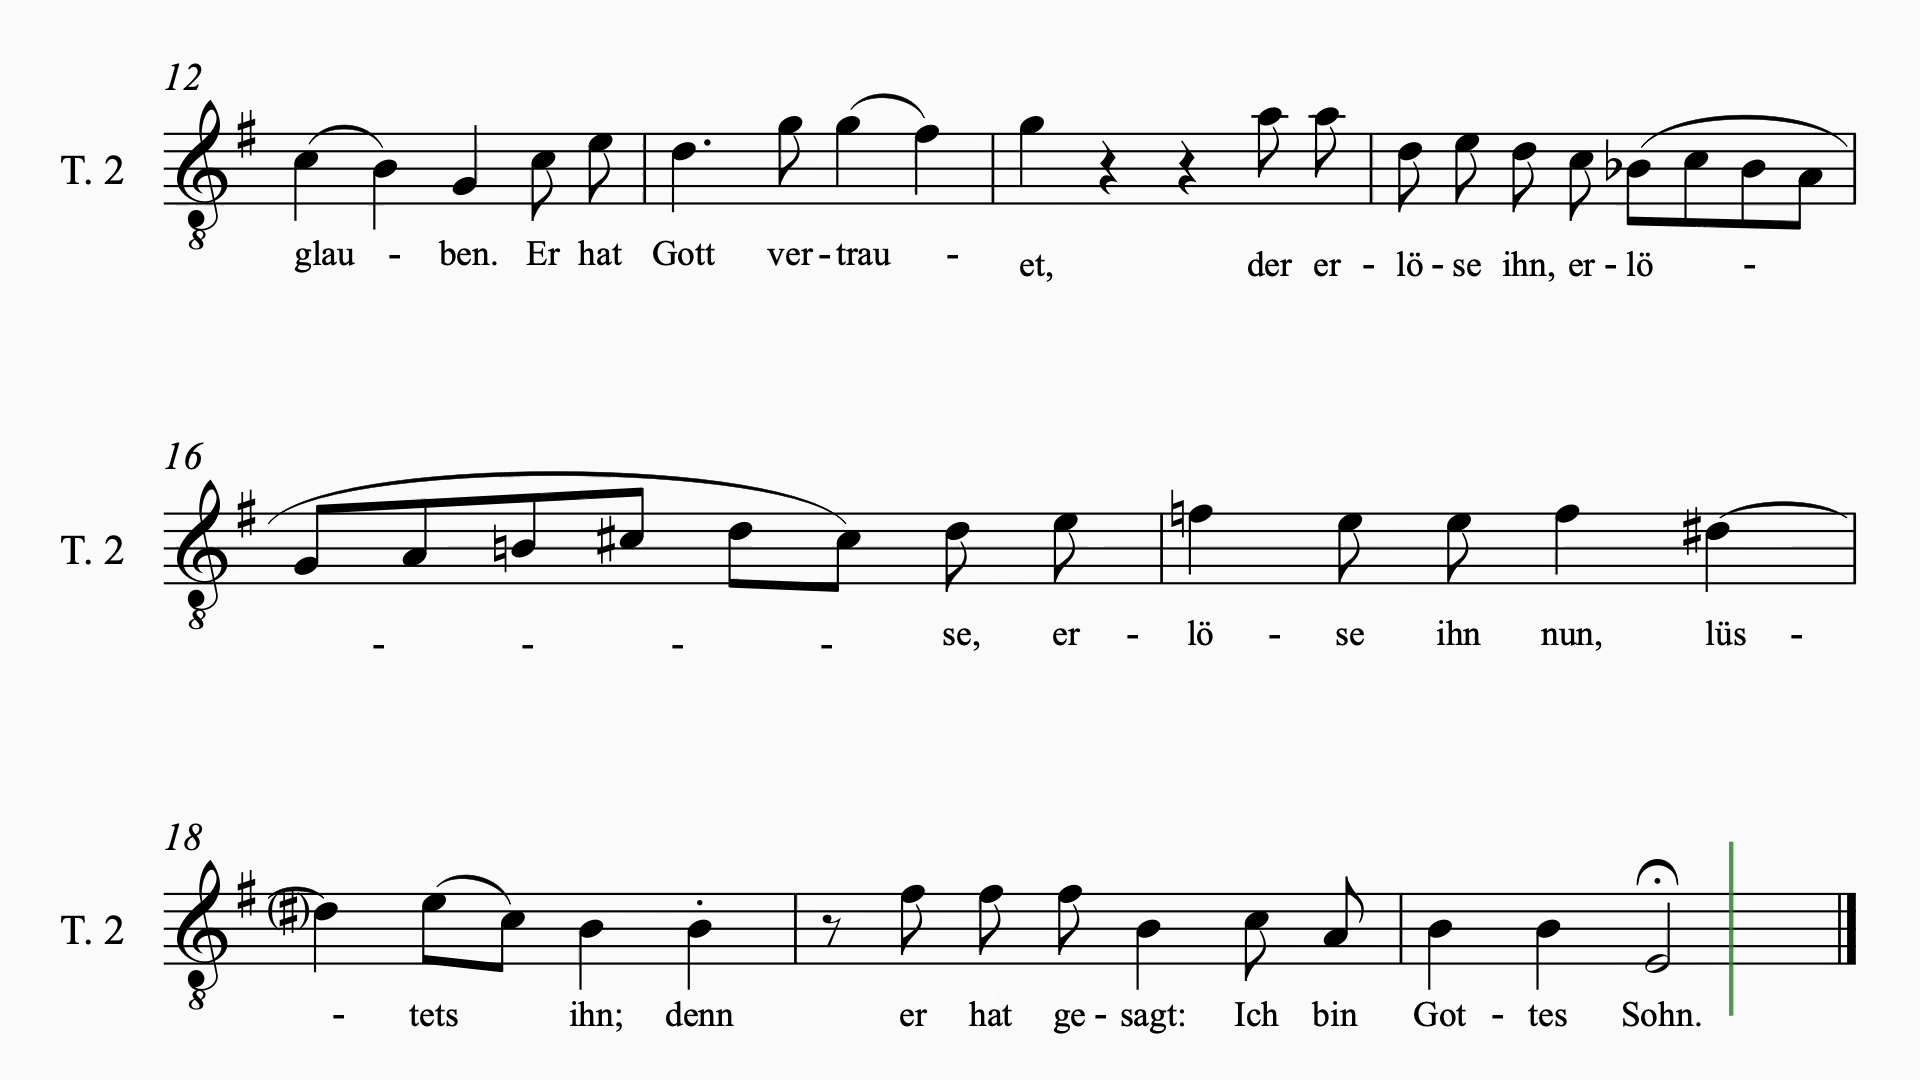 12
T. 2
8
glau - ben. Er hat Gott ver - trau - et, der er - lö - se ihn, er - lö -
16
T. 2
8
- - - - se, er - lö - se ihn nun, lüs -
18
T. 2
8
- tets ihn; denn er hat ge - sagt: Ich bin Got - tes Sohn.